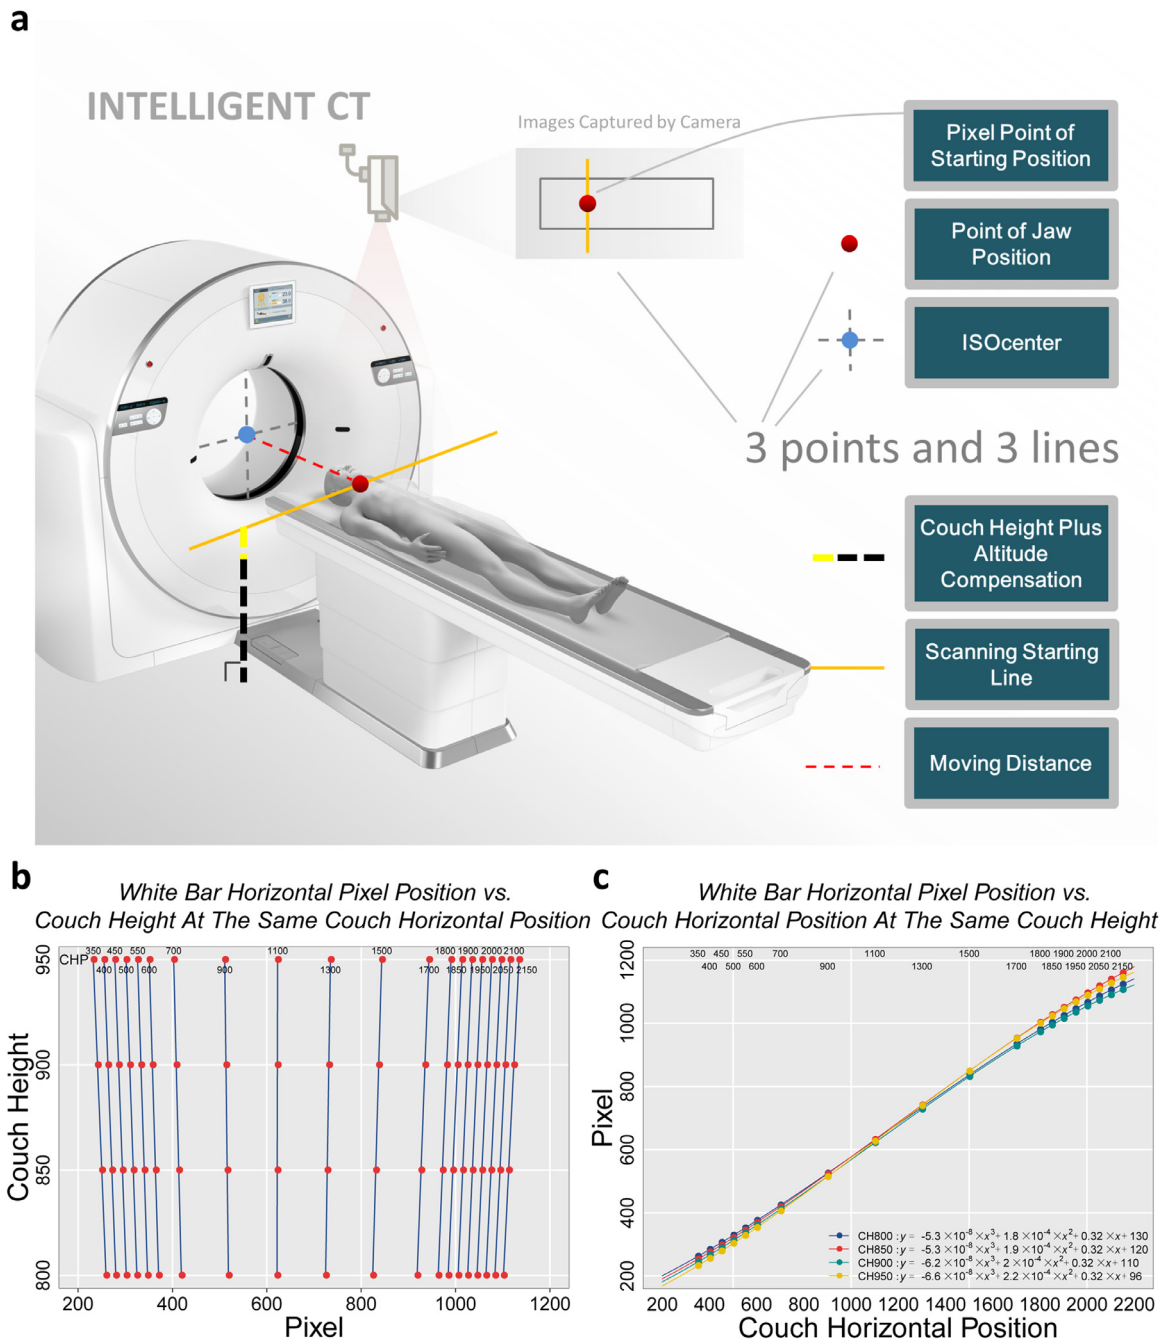 a
INTELLIGENT CT
Images Captured by Camera
Pixel Point of
Starting Position
Point of Jaw
Position
ISOcenter
3 points and 3 lines
Couch Height Plus
Altitude
Compensation
Scanning Starting
Line
Moving Distance
b
White Bar Horizontal Pixel Position vs.
Couch Height At The Same Couch Horizontal Position
CHP
350 450 550 700 1100 1500 1800 1900 2000 2100
400 500 600 900 1300 1700 1850 1950 2050 2150
Couch Height
950
900
850
800
200 400 600 800 1000 1200
Pixel
c
White Bar Horizontal Pixel Position vs.
Couch Horizontal Position At The Same Couch Height
350 450 550 700 1100 1500 1800 1900 2000 2100
400 500 600 900 1300 1700 1850 1950 2050 2150
Pixel
1200
1000
800
600
400
200
CH800 : y = -5.3 ×10⁻⁸ ×x³+ 1.8 ×10⁻⁴ ×x²+ 0.32 ×x+ 130
CH850 : y = -5.3 ×10⁻⁸ ×x³+ 1.9 ×10⁻⁴ ×x²+ 0.32 ×x+ 120
CH900 : y = -6.2 ×10⁻⁸ ×x³+ 2 ×10⁻⁴ ×x²+ 0.32 ×x+ 110
CH950 : y = -6.6 ×10⁻⁸ ×x³+ 2.2 ×10⁻⁴ ×x²+ 0.32 ×x+ 96
200 400 600 800 1000 1200 1400 1600 1800 2000 2200
Couch Horizontal Position